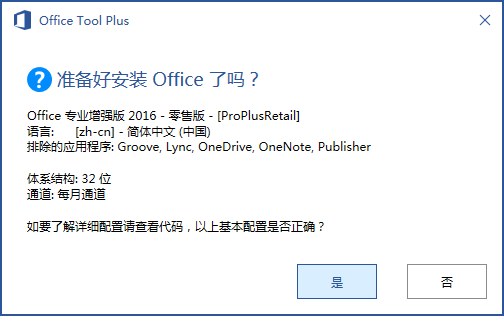 Office Tool Plus
准备好安装 Office 了吗？
Office 专业增强版 2016 - 零售版 - [ProPlusRetail]
语言: [zh-cn] - 简体中文 (中国)
排除的应用程序: Groove, Lync, OneDrive, OneNote, Publisher
体系结构: 32 位
通道: 每月通道
如要了解详细配置请查看代码，以上基本配置是否正确？
是
否